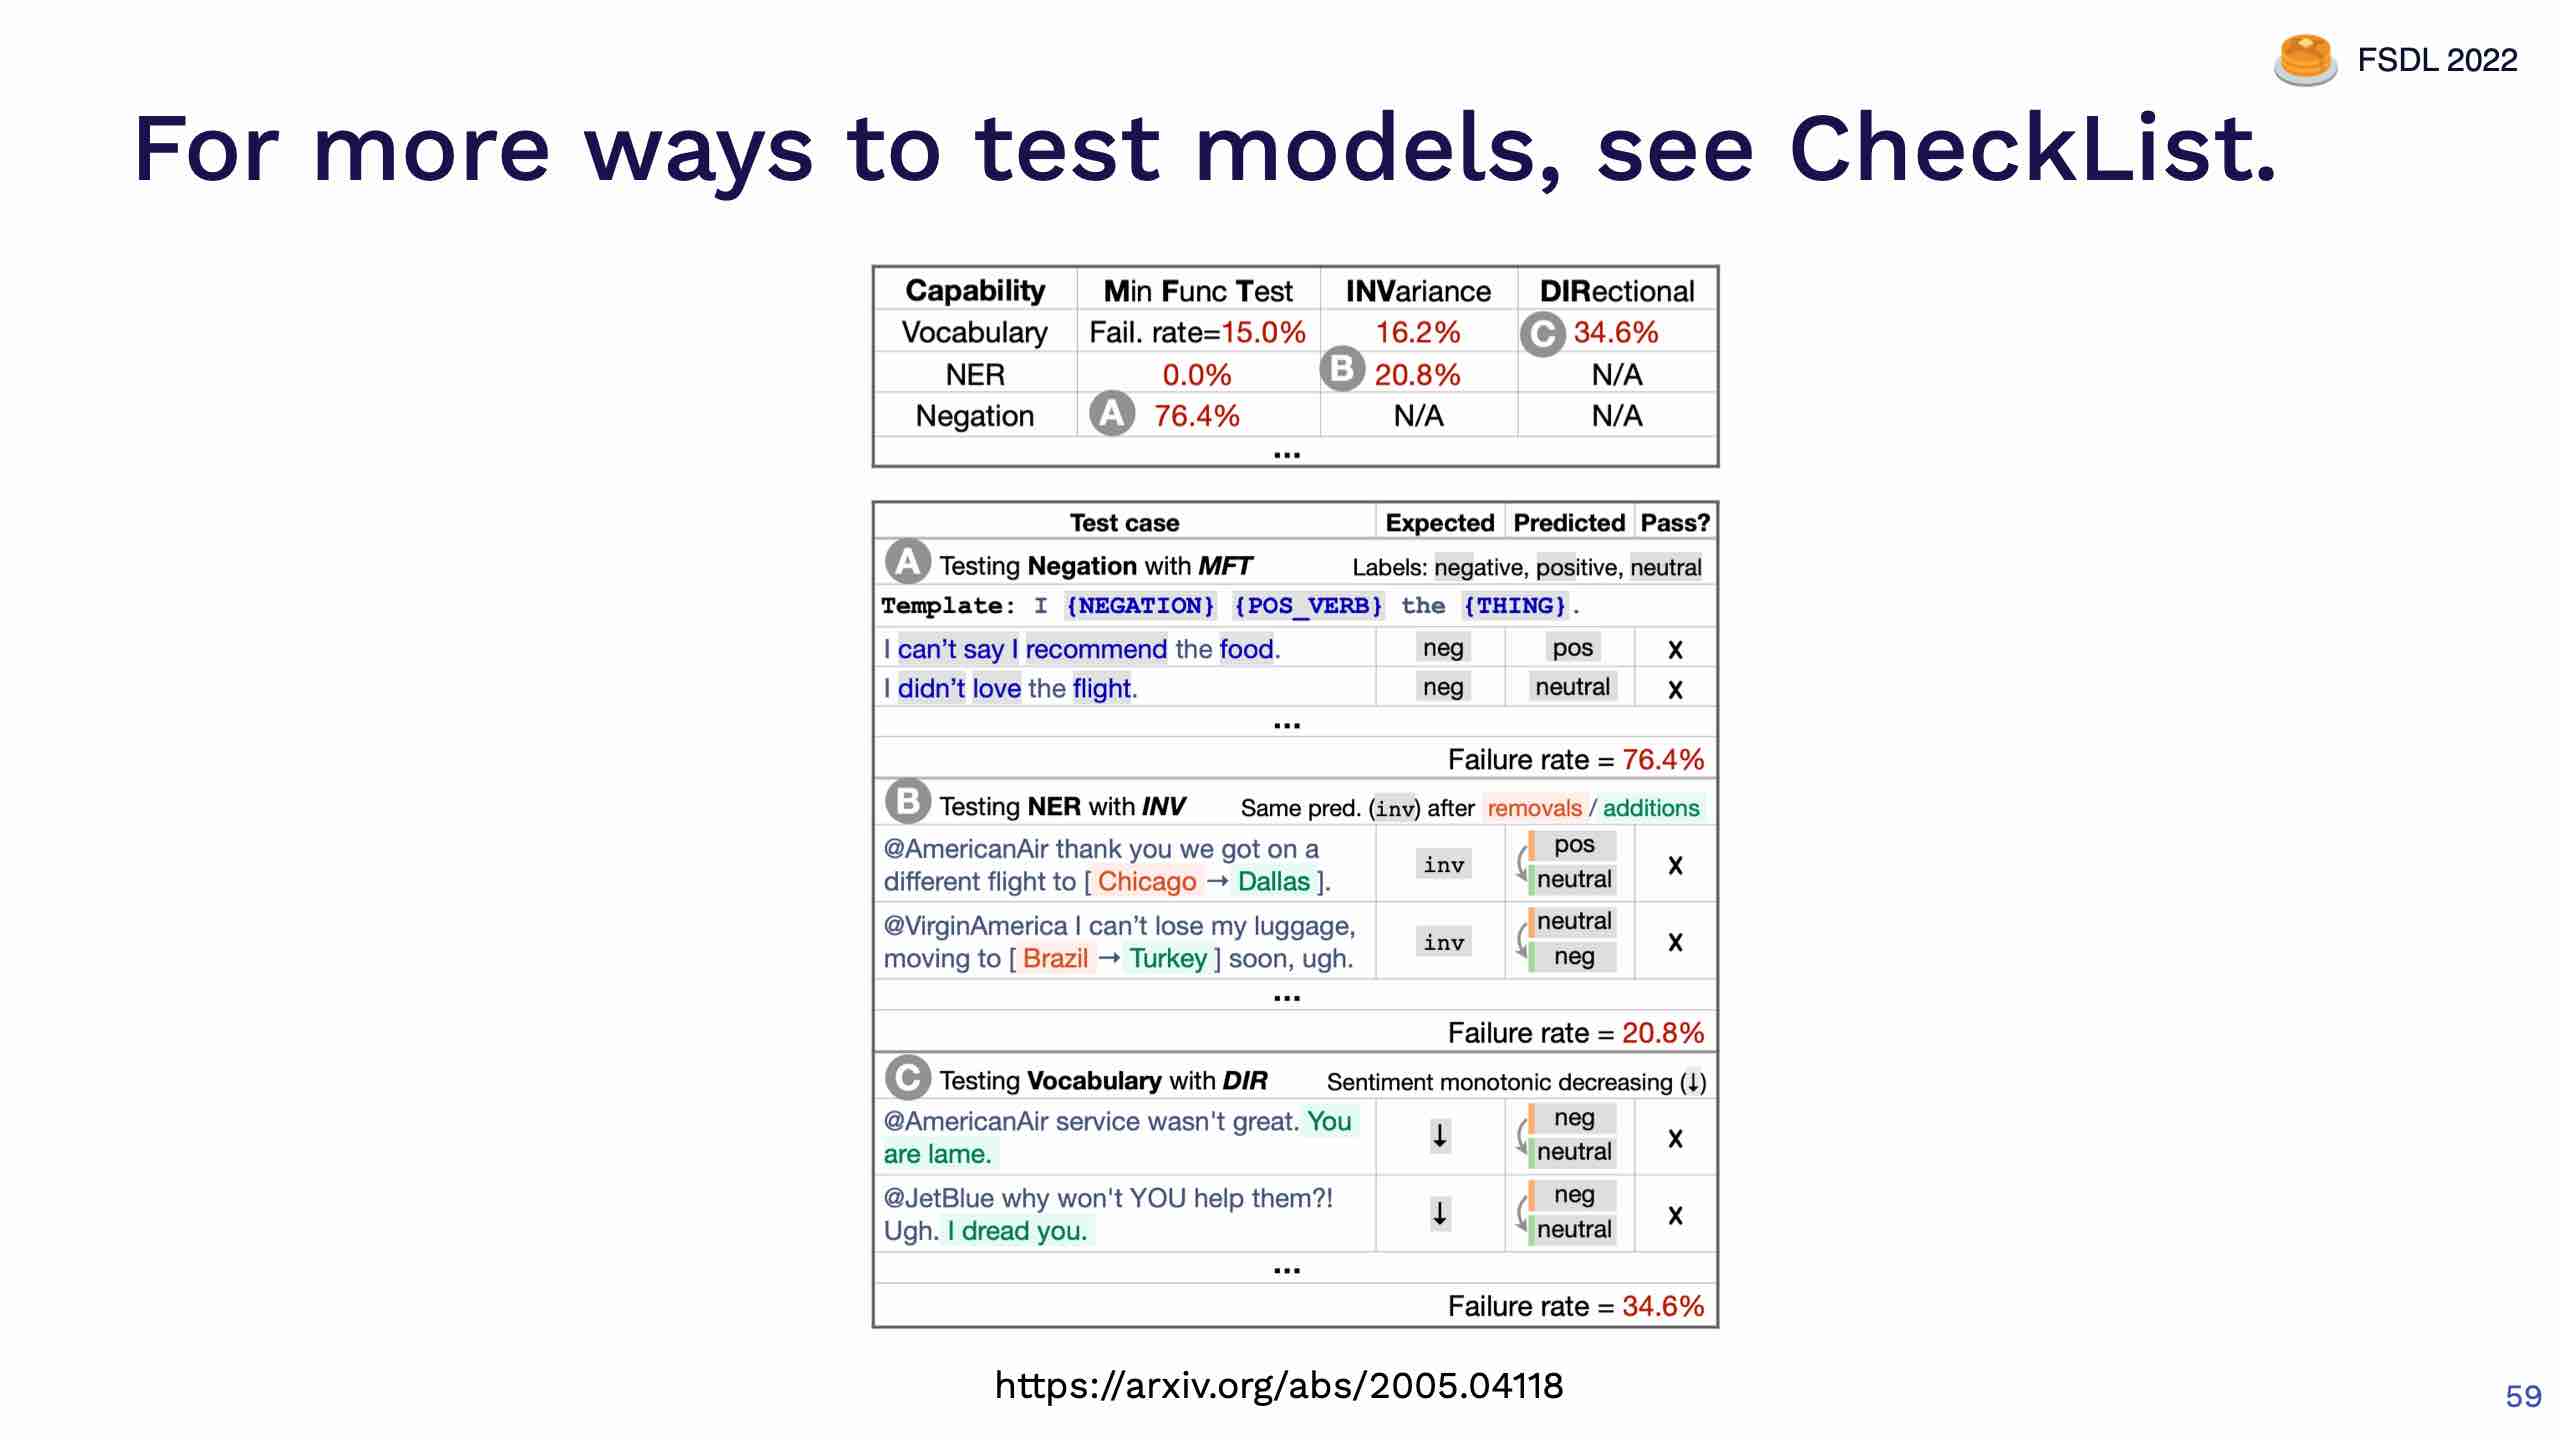 FSDL 2022
For more ways to test models, see CheckList.
Capability Min Func Test INVariance DIRectional
Vocabulary Fail. rate=15.0% 16.2% C 34.6%
NER 0.0% B 20.8% N/A
Negation A 76.4% N/A N/A
...
Test case Expected Predicted Pass?
A Testing Negation with MFT Labels: negative, positive, neutral
Template: I {NEGATION} {POS_VERB} the {THING}.
I can't say I recommend the food. neg pos X
I didn't love the flight. neg neutral X
...
Failure rate = 76.4%
B Testing NER with INV Same pred. (inv) after removals / additions
@AmericanAir thank you we got on a
different flight to [ Chicago → Dallas ]. inv pos neutral X
@VirginAmerica I can't lose my luggage,
moving to [ Brazil → Turkey ] soon, ugh. inv neutral neg X
...
Failure rate = 20.8%
C Testing Vocabulary with DIR Sentiment monotonic decreasing (↓)
@AmericanAir service wasn't great. You
are lame. ↓ neg neutral X
@JetBlue why won't YOU help them?!
Ugh. I dread you. ↓ neg neutral X
...
Failure rate = 34.6%
https://arxiv.org/abs/2005.04118
59